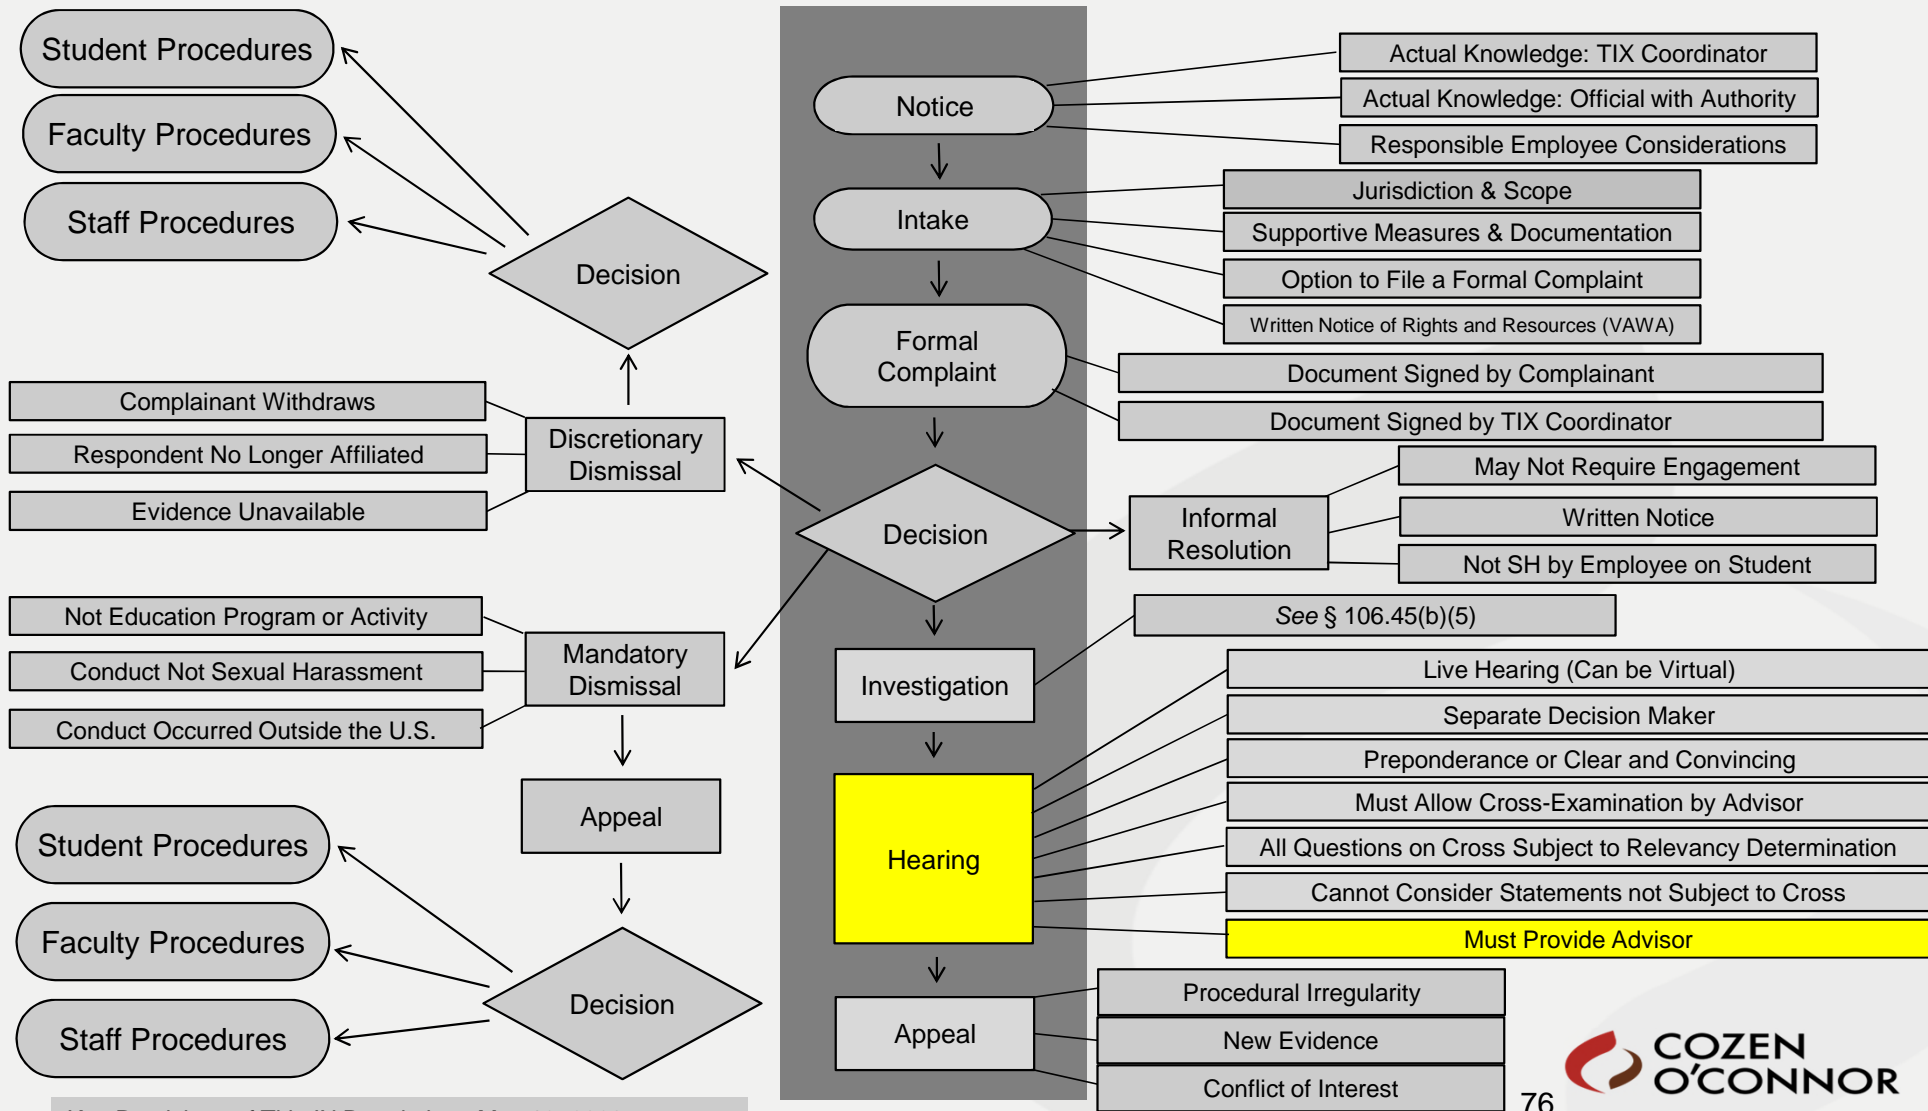 Student Procedures
Faculty Procedures
Staff Procedures
Decision
Complainant Withdraws
Respondent No Longer Affiliated
Evidence Unavailable
Discretionary
Dismissal
Not Education Program or Activity
Conduct Not Sexual Harassment
Conduct Occurred Outside the U.S.
Mandatory
Dismissal
Appeal
Student Procedures
Faculty Procedures
Staff Procedures
Decision
Notice
Actual Knowledge: TIX Coordinator
Actual Knowledge: Official with Authority
Responsible Employee Considerations
Intake
Jurisdiction & Scope
Supportive Measures & Documentation
Option to File a Formal Complaint
Written Notice of Rights and Resources (VAWA)
Formal
Complaint
Document Signed by Complainant
Document Signed by TIX Coordinator
Decision
Informal
Resolution
May Not Require Engagement
Written Notice
Not SH by Employee on Student
Investigation
See § 106.45(b)(5)
Hearing
Live Hearing (Can be Virtual)
Separate Decision Maker
Preponderance or Clear and Convincing
Must Allow Cross-Examination by Advisor
All Questions on Cross Subject to Relevancy Determination
Cannot Consider Statements not Subject to Cross
Must Provide Advisor
Appeal
Procedural Irregularity
New Evidence
Conflict of Interest
COZEN
O'CONNOR
76